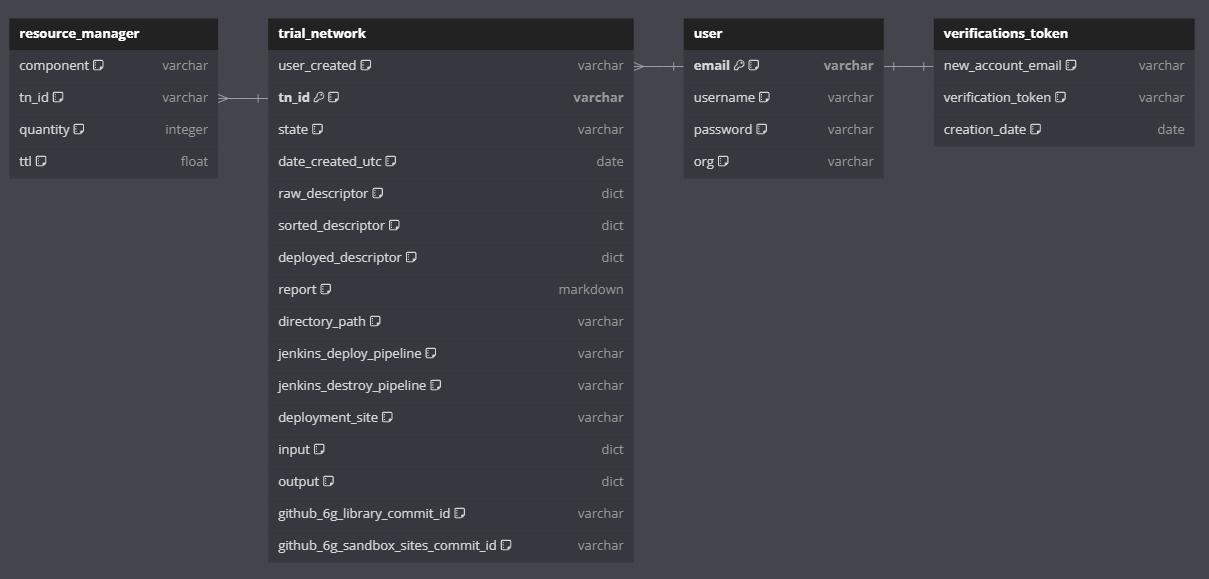 resource_manager
component varchar
tn_id varchar
quantity integer
ttl float
trial_network
user_created varchar
tn_id varchar
state varchar
date_created_utc date
raw_descriptor dict
sorted_descriptor dict
deployed_descriptor dict
report markdown
directory_path varchar
jenkins_deploy_pipeline varchar
jenkins_destroy_pipeline varchar
deployment_site varchar
input dict
output dict
github_6g_library_commit_id varchar
github_6g_sandbox_sites_commit_id varchar
user
email varchar
username varchar
password varchar
org varchar
verifications_token
new_account_email varchar
verification_token varchar
creation_date date